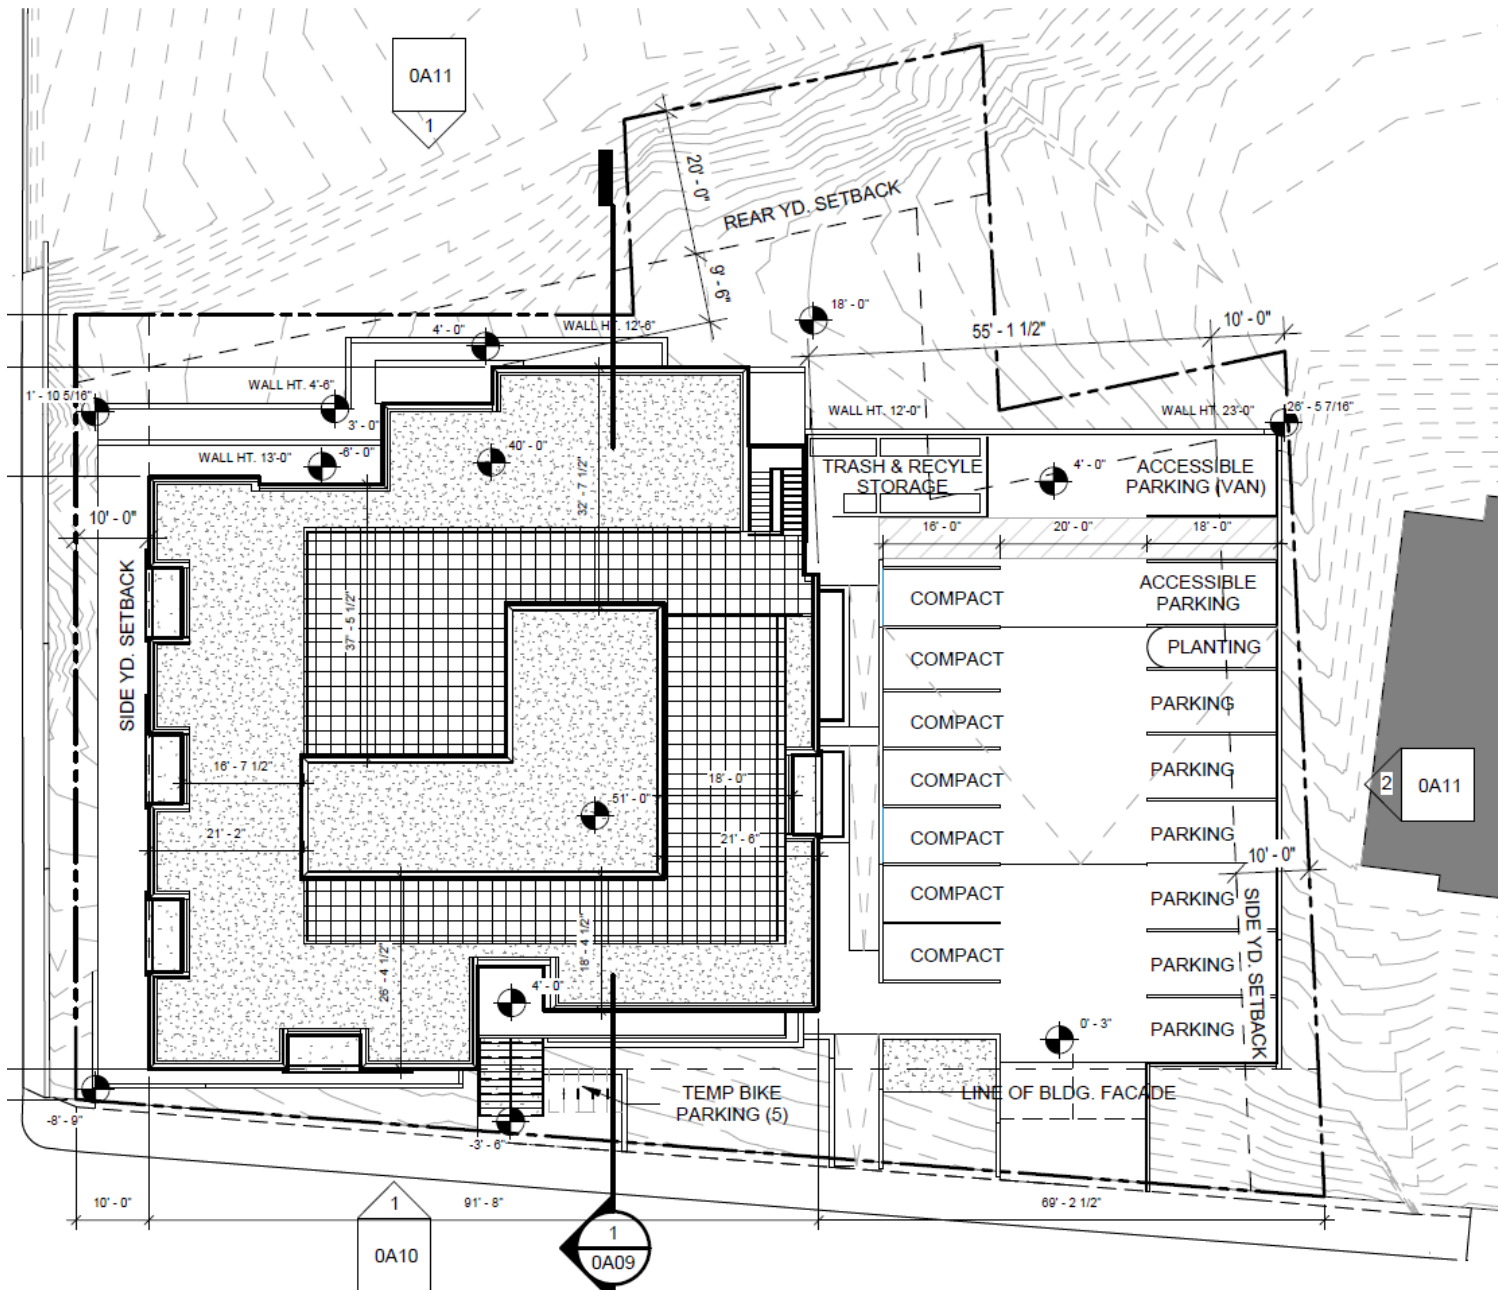 0A11
1
20' - 0"
REAR YD. SETBACK
9' - 6"
18' - 0"
55' - 1 1/2"
10' - 0"
4' - 0"
WALL HT. 12'-6"
WALL HT. 4'-6"
1' - 10 5/16"
3' - 0"
WALL HT. 12'-0"
WALL HT. 23'-0"
26' - 5 7/16"
WALL HT. 13'-0"
-6' - 0"
40' - 0"
32' - 7 1/2"
TRASH & RECYLE
STORAGE
4' - 0"
ACCESSIBLE
PARKING (VAN)
10' - 0"
16' - 0"
20' - 0"
18' - 0"
SIDE YD. SETBACK
37' - 5 1/2"
COMPACT
ACCESSIBLE
PARKING
COMPACT
PLANTING
COMPACT
PARKING
16' - 7 1/2"
18' - 0"
COMPACT
PARKING
2
0A11
51' - 0"
21' - 2"
21' - 6"
COMPACT
PARKING
10' - 0"
COMPACT
PARKING
SIDE YD. SETBACK
18' - 4 1/2"
26' - 4 1/2"
COMPACT
PARKING
4' - 0"
0' - 3"
PARKING
TEMP BIKE
PARKING (5)
LINE OF BLDG. FACADE
-8' - 9"
-3' - 6"
10' - 0"
1
91' - 8"
69' - 2 1/2"
0A10
1
0A09